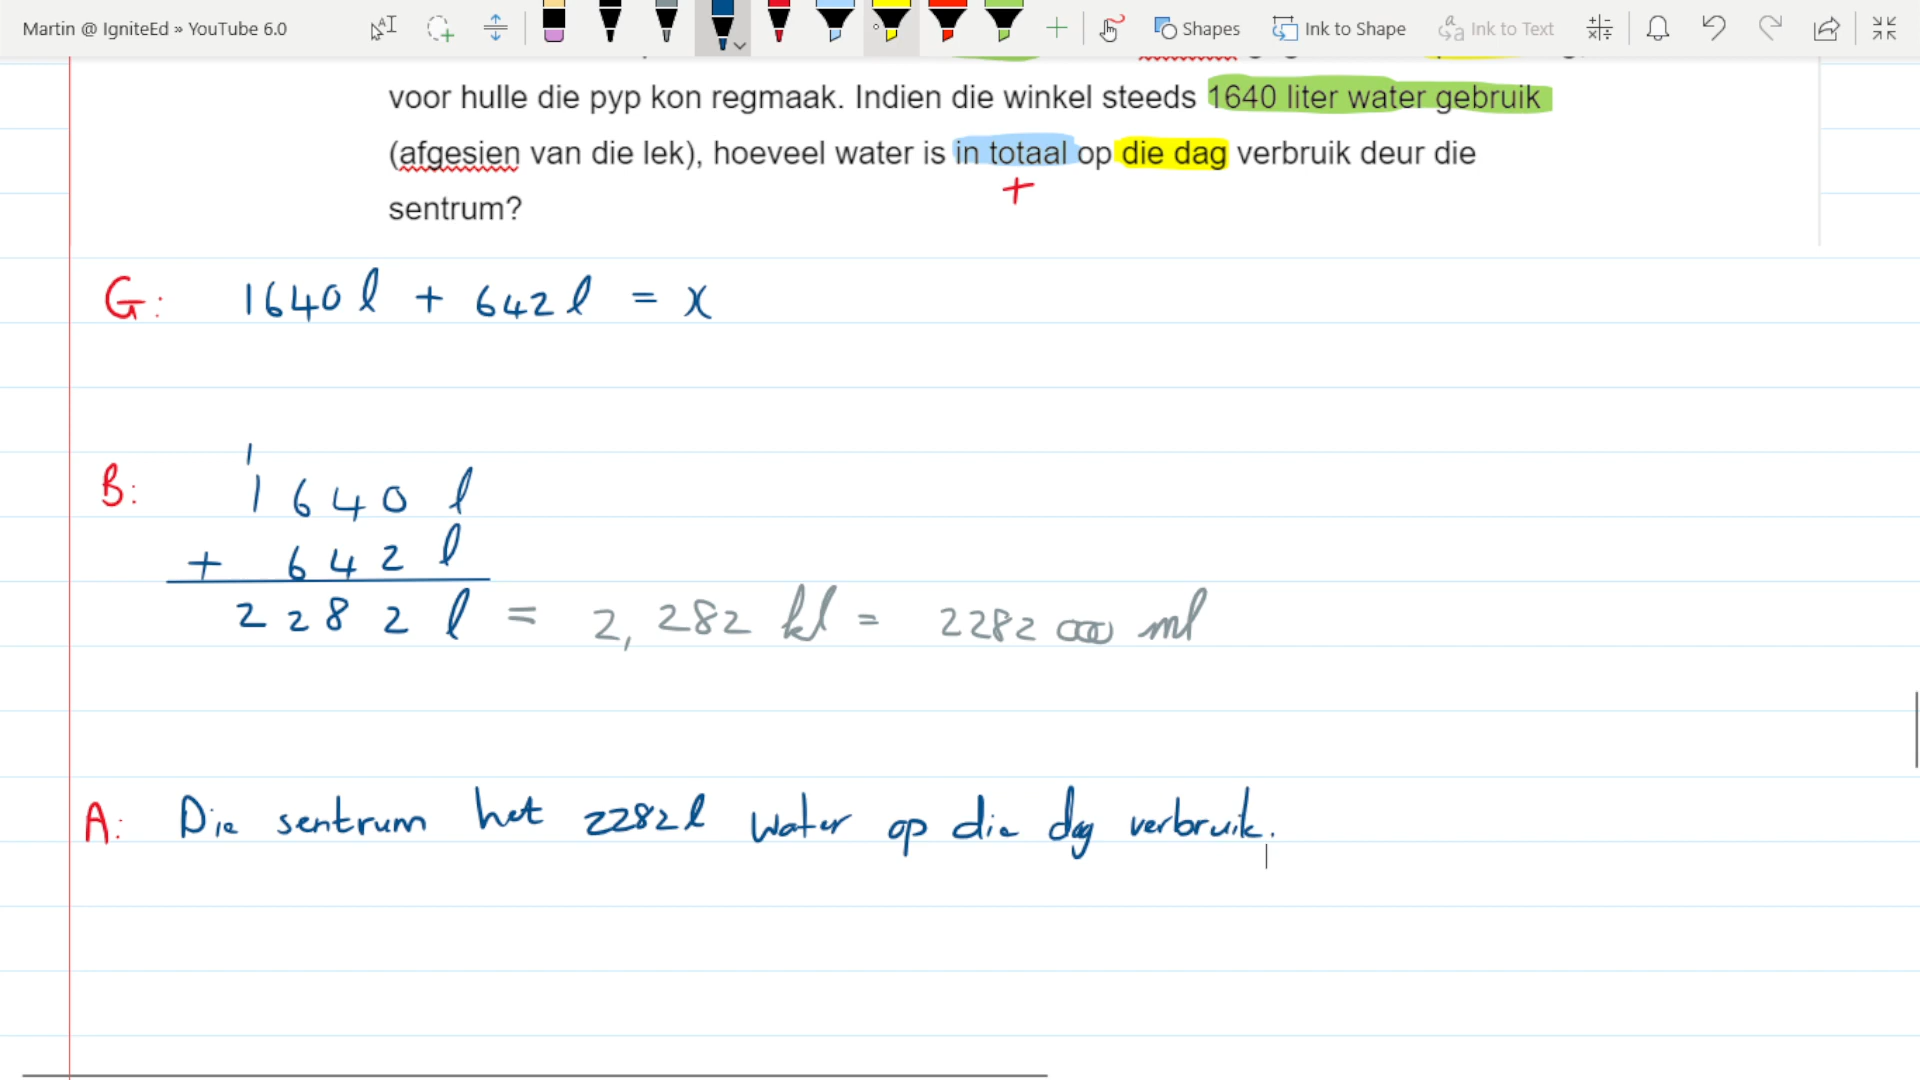 Martin @ IgniteEd » YouTube 6.0 Shapes Ink to Shape Ink to Text
voor hulle die pyp kon regmaak. Indien die winkel steeds 1640 liter water gebruik
(afgesien van die lek), hoeveel water is in totaal op die dag verbruik deur die
+
sentrum?
G: 1640 l + 642 l = x
1
B: 1640 l
+ 642 l
2282 l = 2,282 kl = 2282 000 ml
A: Die sentrum het 2282 l water op die dag verbruik.